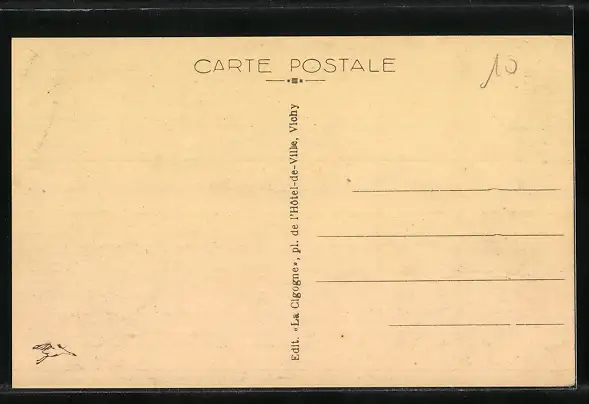 CARTE POSTALE
10
Edit. «La Cigogne», pl. de l'Hôtel-de-Ville, Vichy